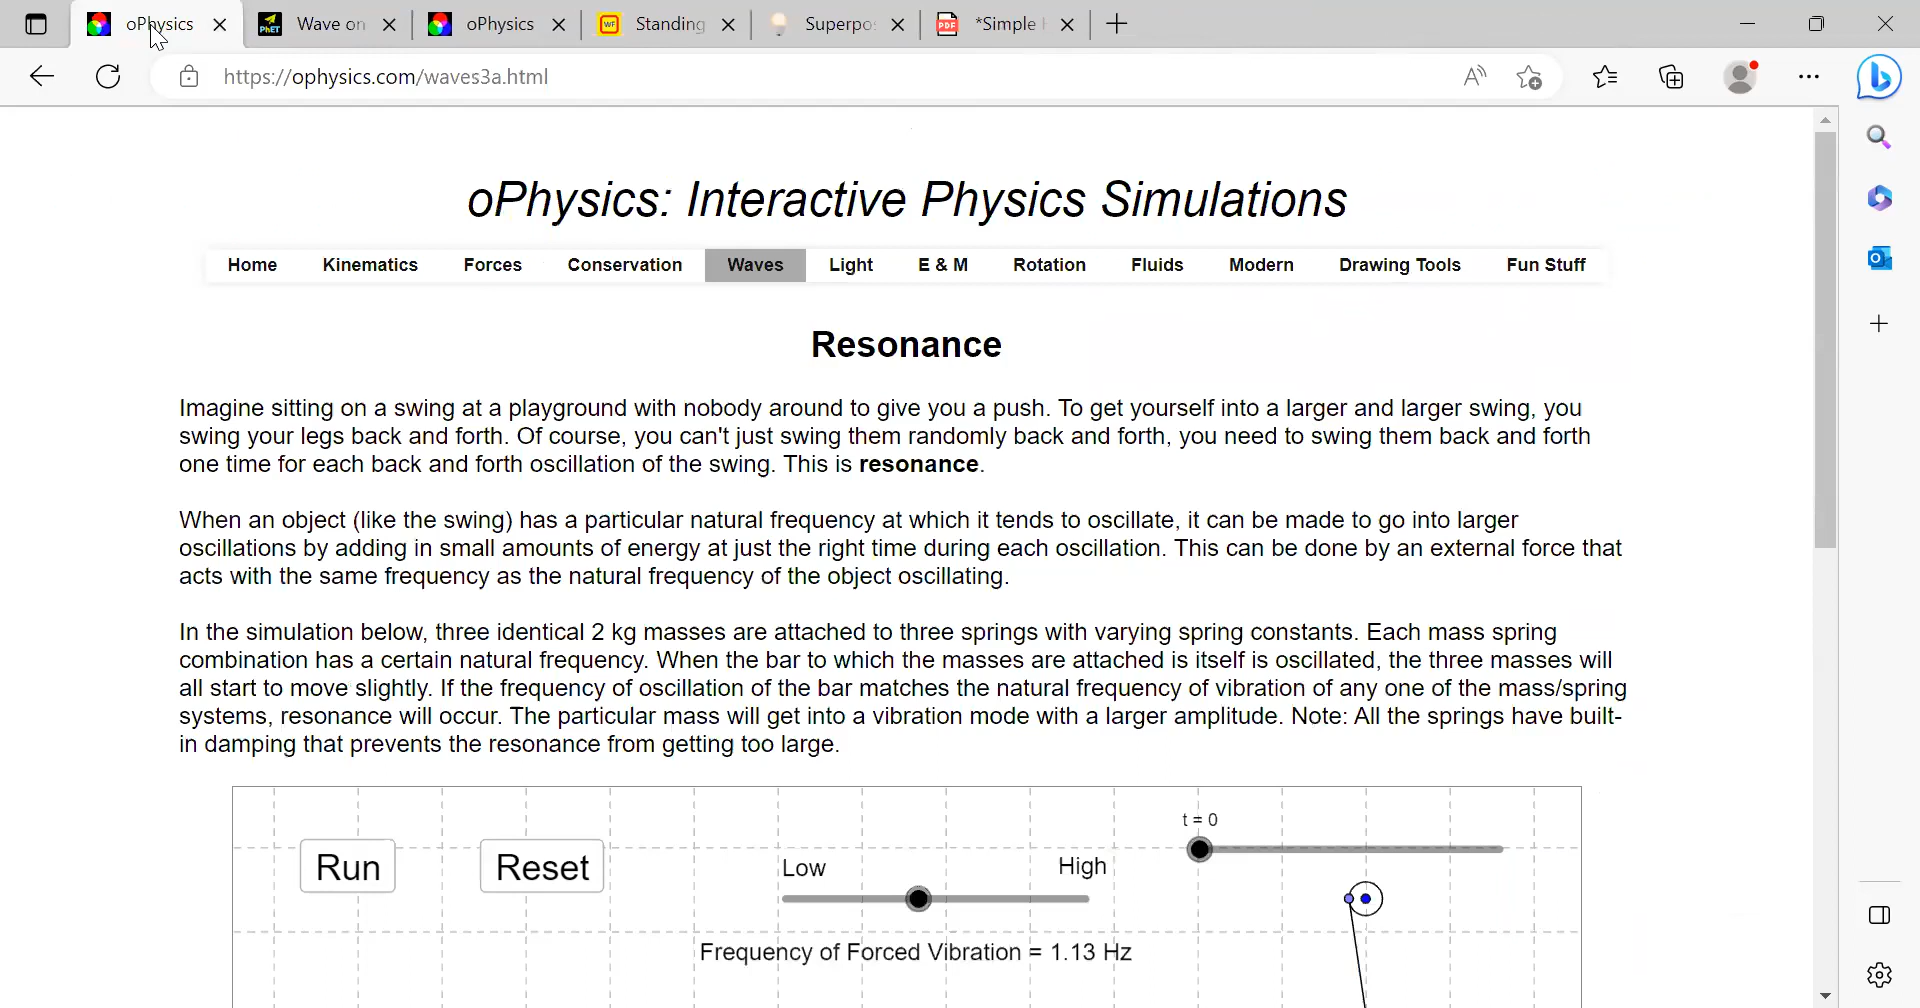 oPhysics
Wave on
oPhysics
Standing
Superpos
*Simple
https://ophysics.com/waves3a.html
oPhysics: Interactive Physics Simulations
Home Kinematics Forces Conservation Waves Light E & M Rotation Fluids Modern Drawing Tools Fun Stuff
Resonance
Imagine sitting on a swing at a playground with nobody around to give you a push. To get yourself into a larger and larger swing, you
swing your legs back and forth. Of course, you can't just swing them randomly back and forth, you need to swing them back and forth
one time for each back and forth oscillation of the swing. This is resonance.
When an object (like the swing) has a particular natural frequency at which it tends to oscillate, it can be made to go into larger
oscillations by adding in small amounts of energy at just the right time during each oscillation. This can be done by an external force that
acts with the same frequency as the natural frequency of the object oscillating.
In the simulation below, three identical 2 kg masses are attached to three springs with varying spring constants. Each mass spring
combination has a certain natural frequency. When the bar to which the masses are attached is itself is oscillated, the three masses will
all start to move slightly. If the frequency of oscillation of the bar matches the natural frequency of vibration of any one of the mass/spring
systems, resonance will occur. The particular mass will get into a vibration mode with a larger amplitude. Note: All the springs have built-
in damping that prevents the resonance from getting too large.
t = 0
Run Reset
Low High
Frequency of Forced Vibration = 1.13 Hz